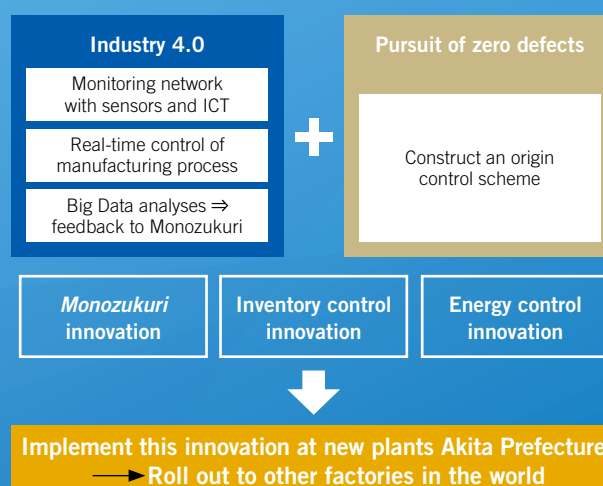 Industry 4.0
Monitoring network
with sensors and ICT
Real-time control of
manufacturing process
Big Data analyses ⇒
feedback to Monozukuri
+
Pursuit of zero defects
Construct an origin
control scheme
Monozukuri
innovation
Inventory control
innovation
Energy control
innovation
Implement this innovation at new plants Akita Prefecture
→ Roll out to other factories in the world